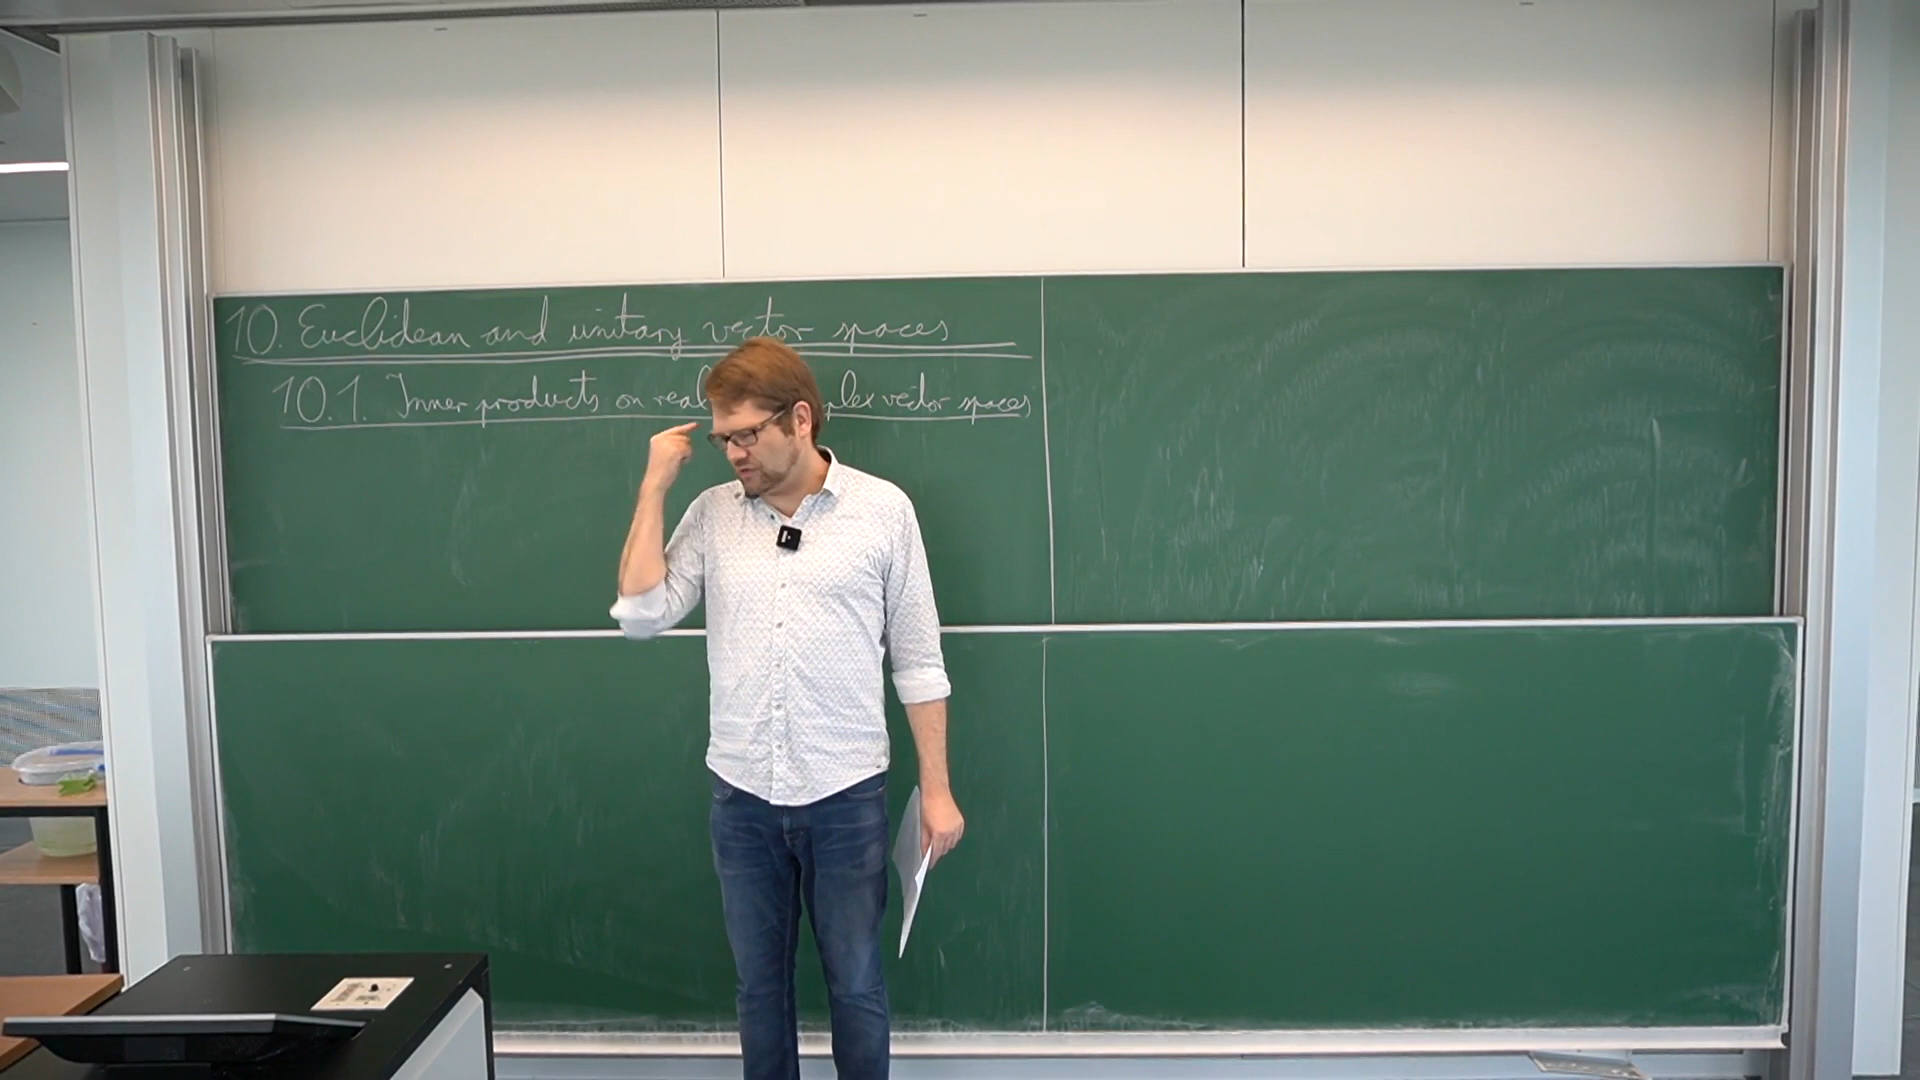 10. Euclidean and unitary vector spaces
10.1. Inner products on real plex vector spaces